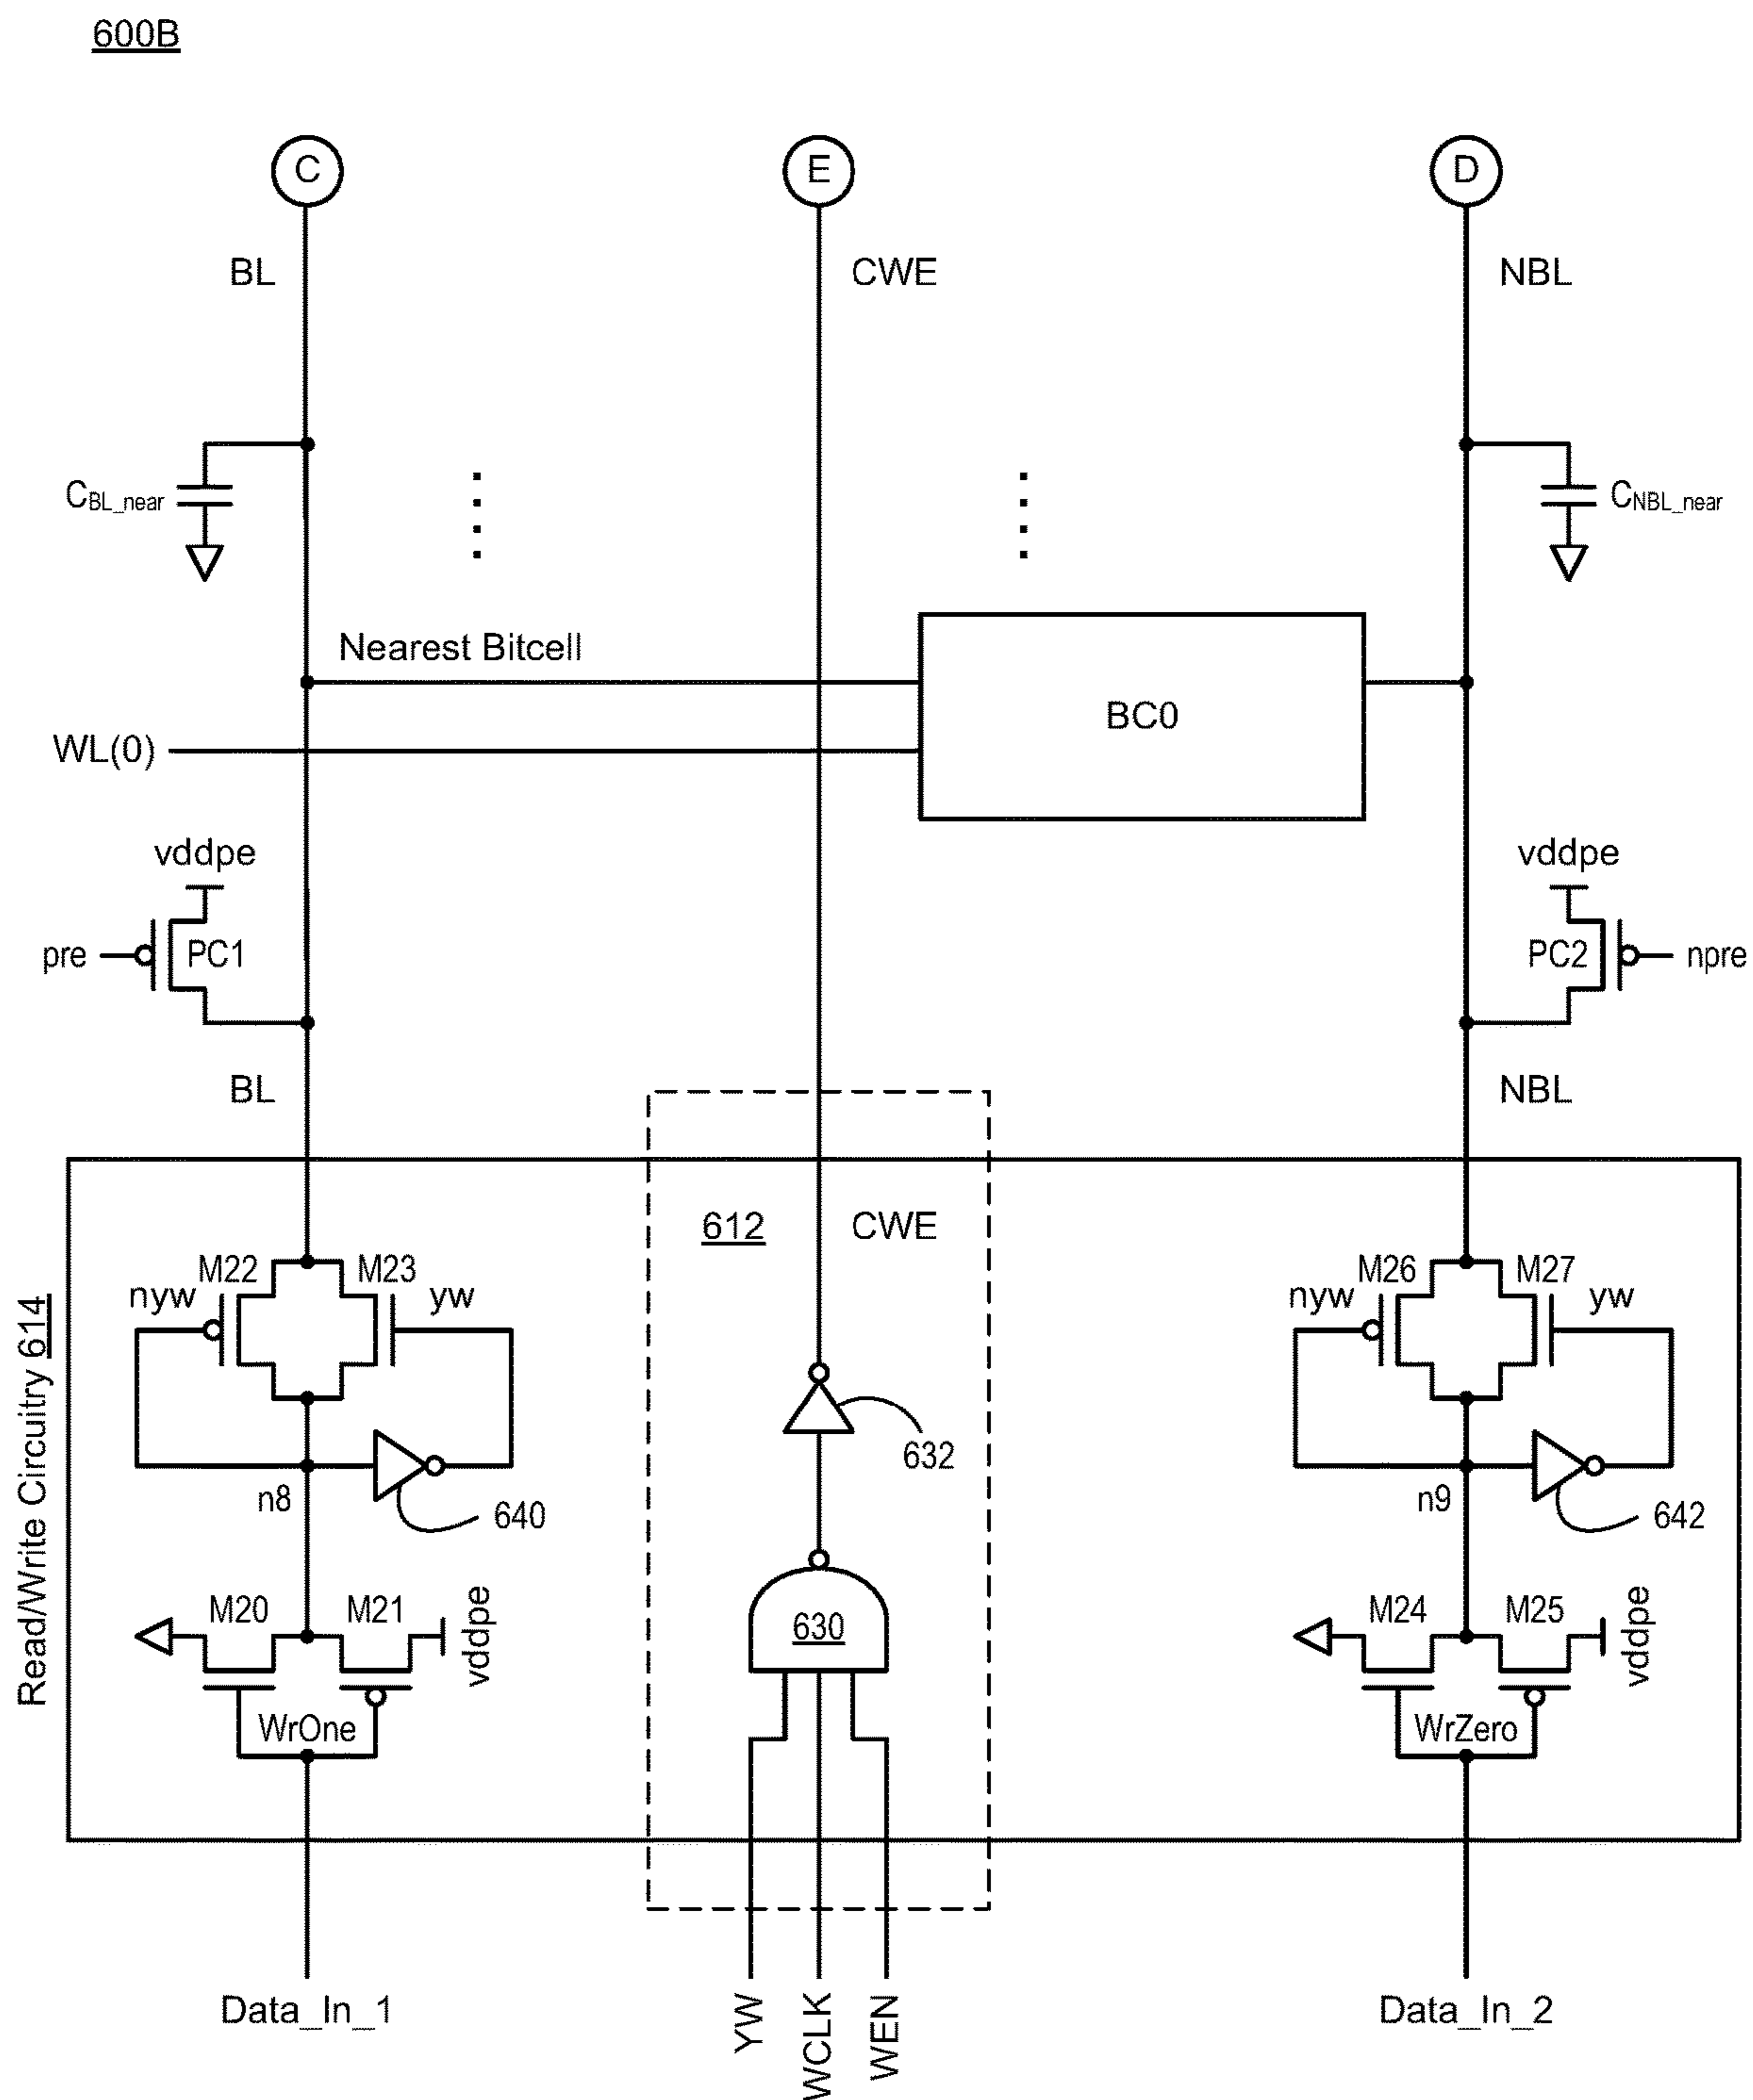 600B
C
E
D
BL
CWE
NBL
CBL_near
CNBL_near
Nearest Bitcell
BC0
WL(0)
vddpe
vddpe
pre
PC1
PC2
npre
BL
NBL
612
CWE
M22
M23
M26
M27
nyw
yw
nyw
yw
632
n8
640
n9
642
Read/Write Circuitry 614
M20
M21
vddpe
630
M24
M25
vddpe
WrOne
WrZero
Data_In_1
YW
WCLK
WEN
Data_In_2